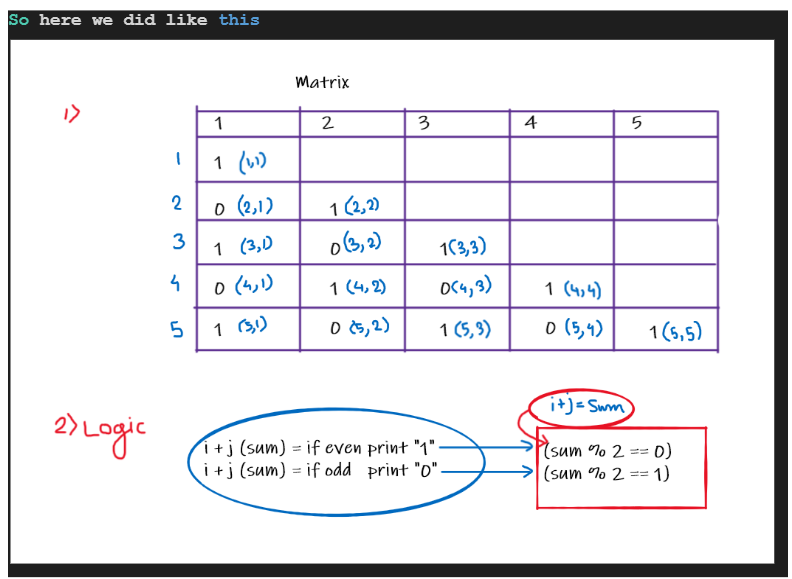 So here we did like this
Matrix
1>
1 2 3 4 5
1 1 (1,1)
2 0 (2,1) 1 (2,2)
3 1 (3,1) 0 (3,2) 1 (3,3)
4 0 (4,1) 1 (4,2) 0 (4,3) 1 (4,4)
5 1 (5,1) 0 (5,2) 1 (5,3) 0 (5,4) 1 (5,5)
i+j = Sum
2> Logic
i + j (sum) = if even print "1" (sum % 2 == 0)
i + j (sum) = if odd print "0" (sum % 2 == 1)